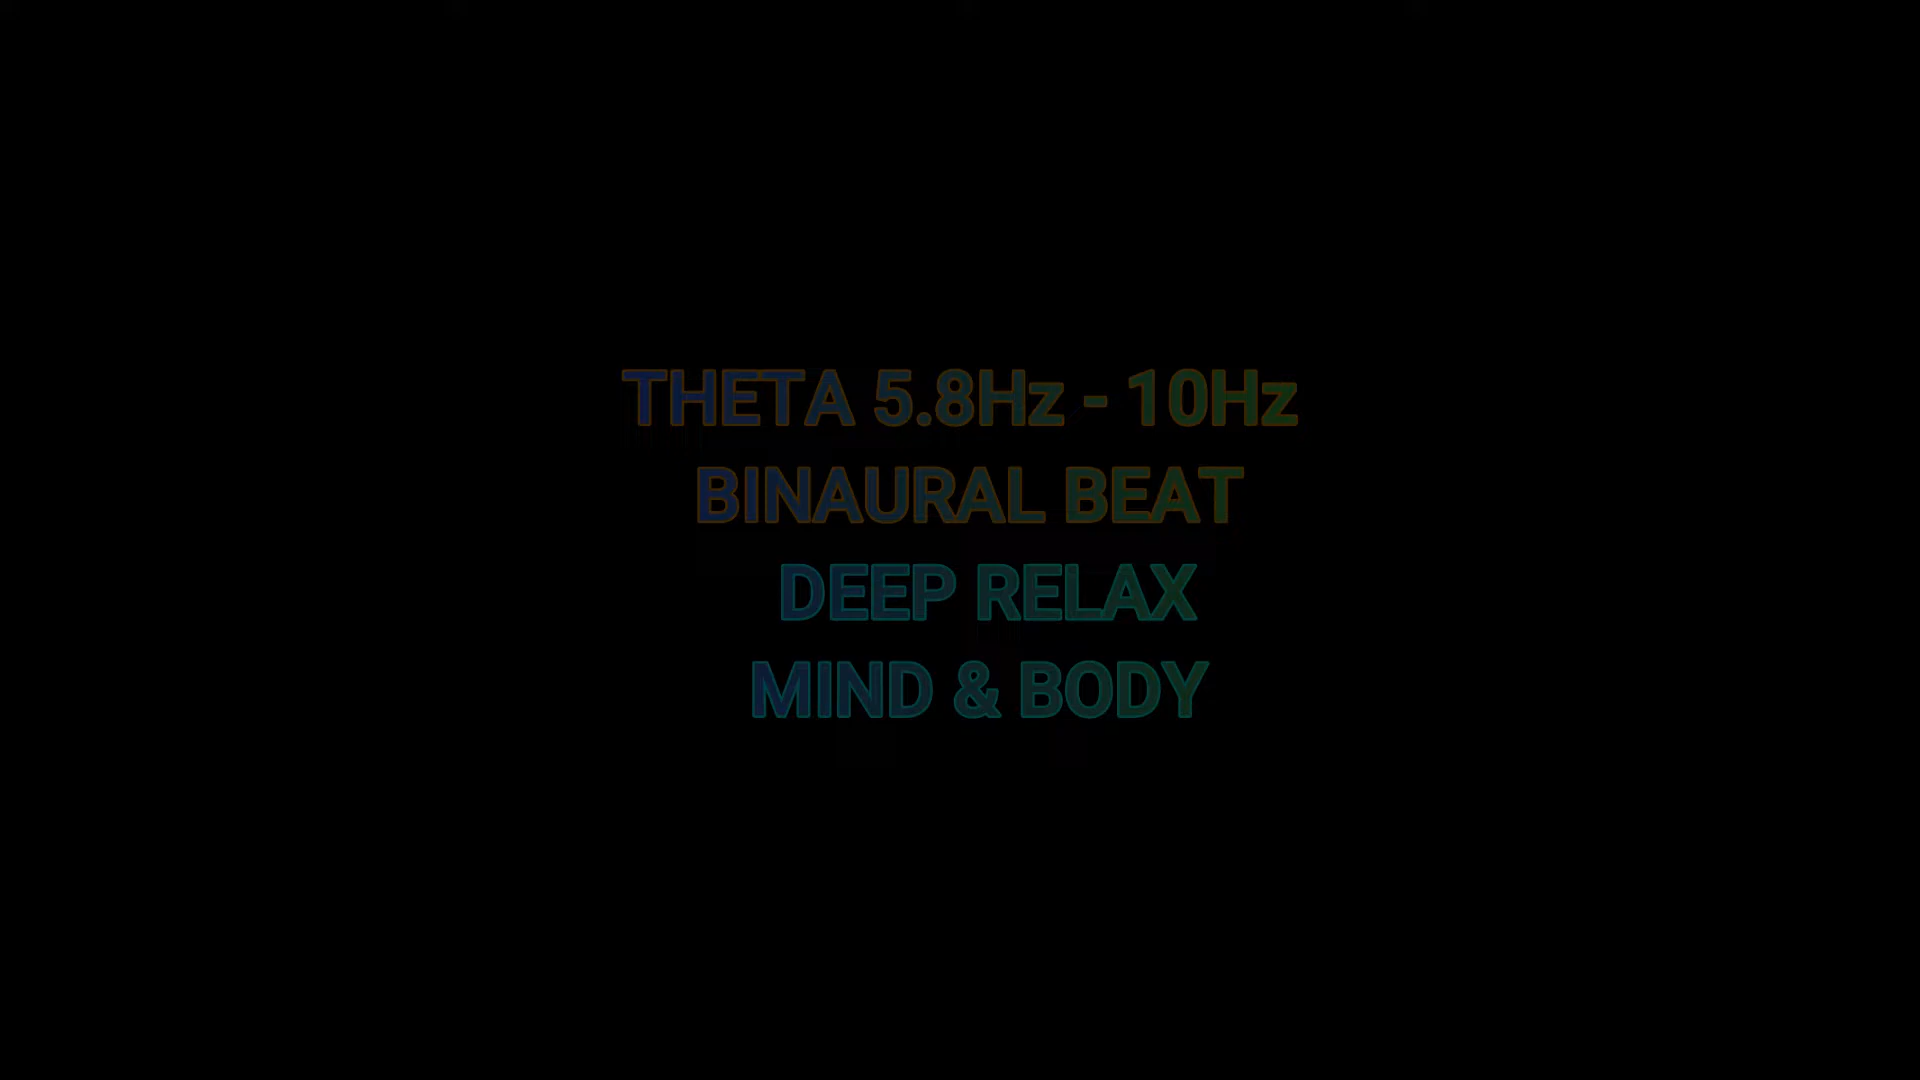 THETA 5.8Hz - 10Hz
BINAURAL BEAT
DEEP RELAX
MIND & BODY